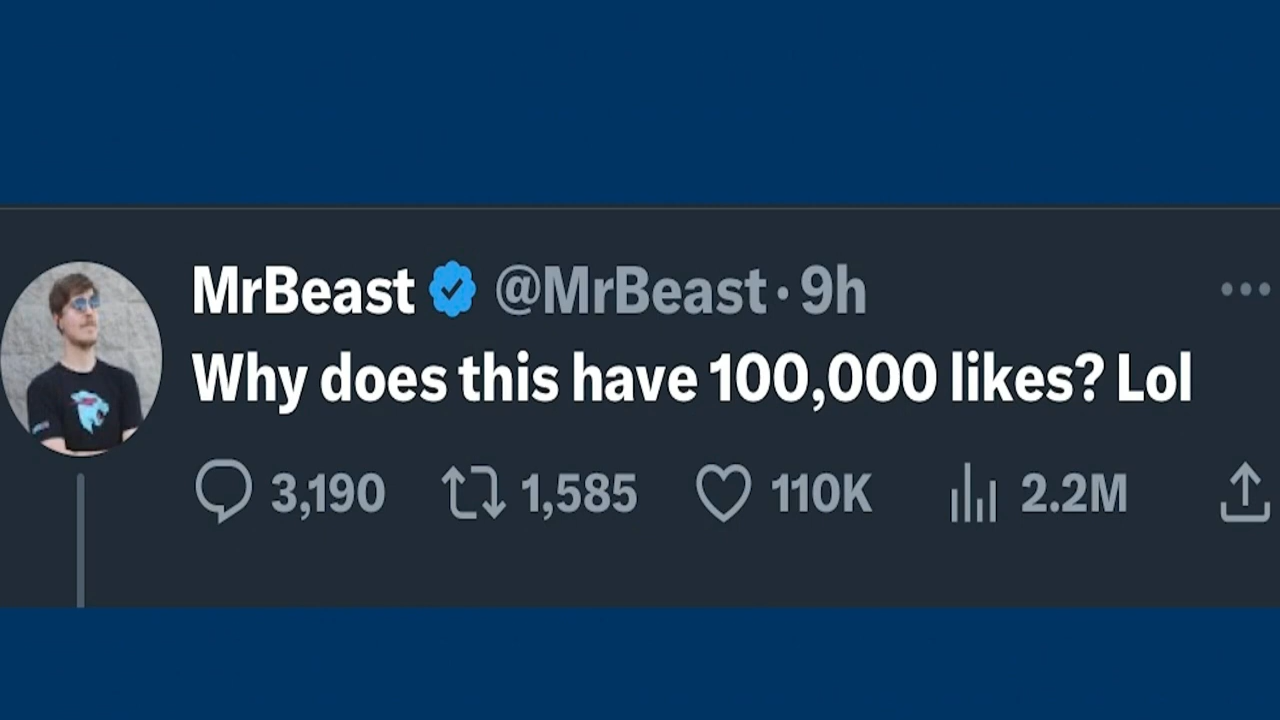 MrBeast @MrBeast · 9h
Why does this have 100,000 likes? Lol
3,190 1,585 110K 2.2M